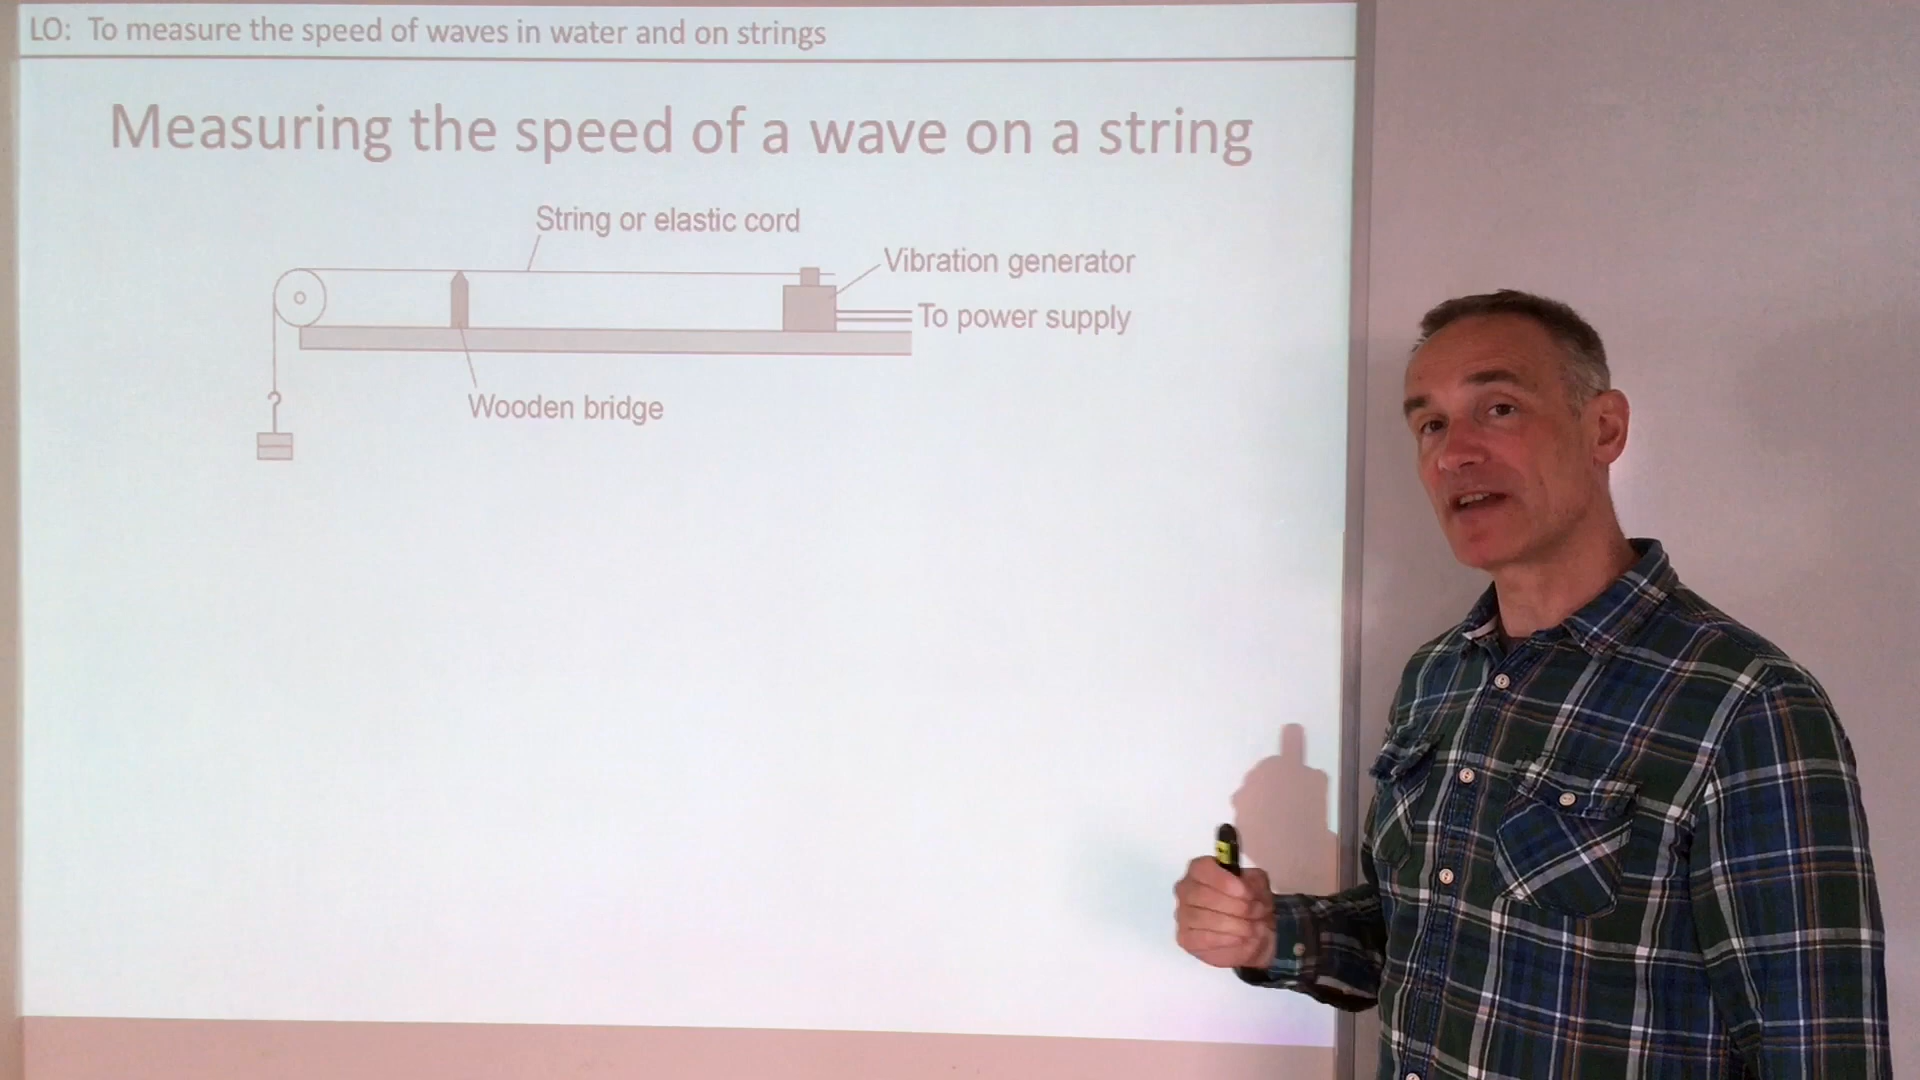 LO: To measure the speed of waves in water and on strings
Measuring the speed of a wave on a string
String or elastic cord
Vibration generator
To power supply
Wooden bridge